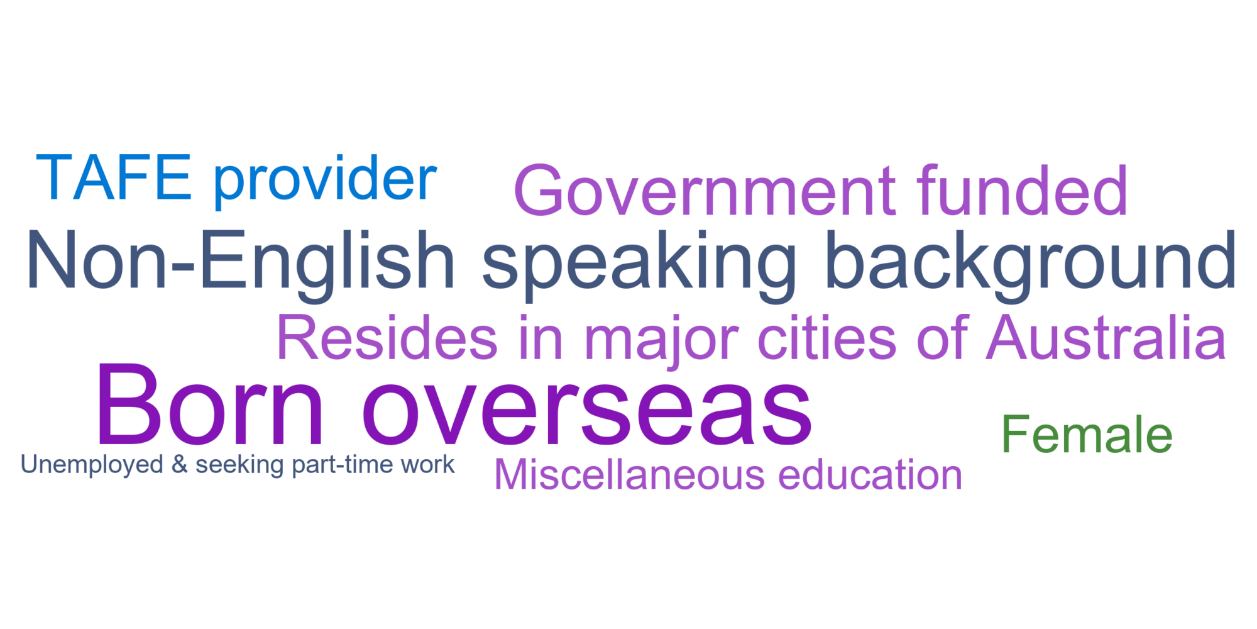 TAFE provider
Government funded
Non-English speaking background
Resides in major cities of Australia
Born overseas
Female
Unemployed & seeking part-time work
Miscellaneous education